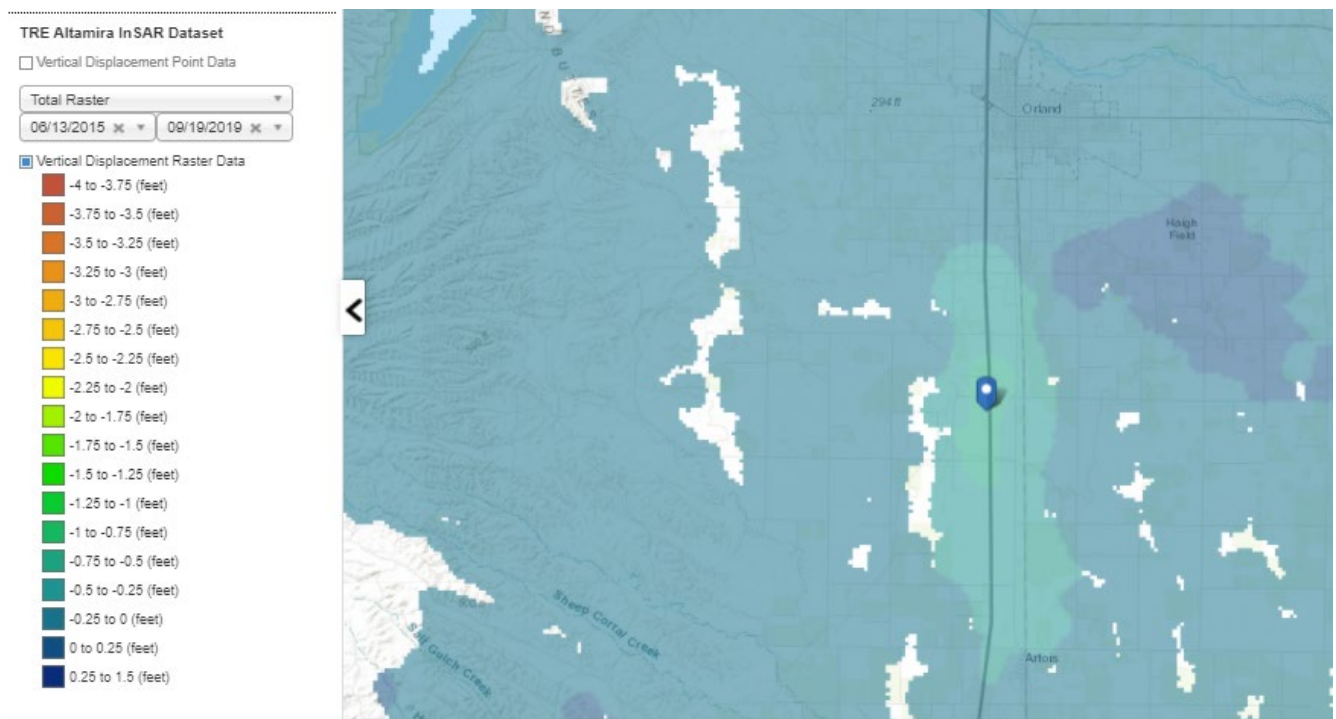 TRE Altamira InSAR Dataset
Vertical Displacement Point Data
Total Raster
06/13/2015
09/19/2019
Vertical Displacement Raster Data
-4 to -3.75 (feet)
-3.75 to -3.5 (feet)
-3.5 to -3.25 (feet)
-3.25 to -3 (feet)
-3 to -2.75 (feet)
-2.75 to -2.5 (feet)
-2.5 to -2.25 (feet)
-2.25 to -2 (feet)
-2 to -1.75 (feet)
-1.75 to -1.5 (feet)
-1.5 to -1.25 (feet)
-1.25 to -1 (feet)
-1 to -0.75 (feet)
-0.75 to -0.5 (feet)
-0.5 to -0.25 (feet)
-0.25 to 0 (feet)
0 to 0.25 (feet)
0.25 to 1.5 (feet)
294 ft
Orland
Haigh
Field
Sheep Corral Creek
Gulch Creek
Artois